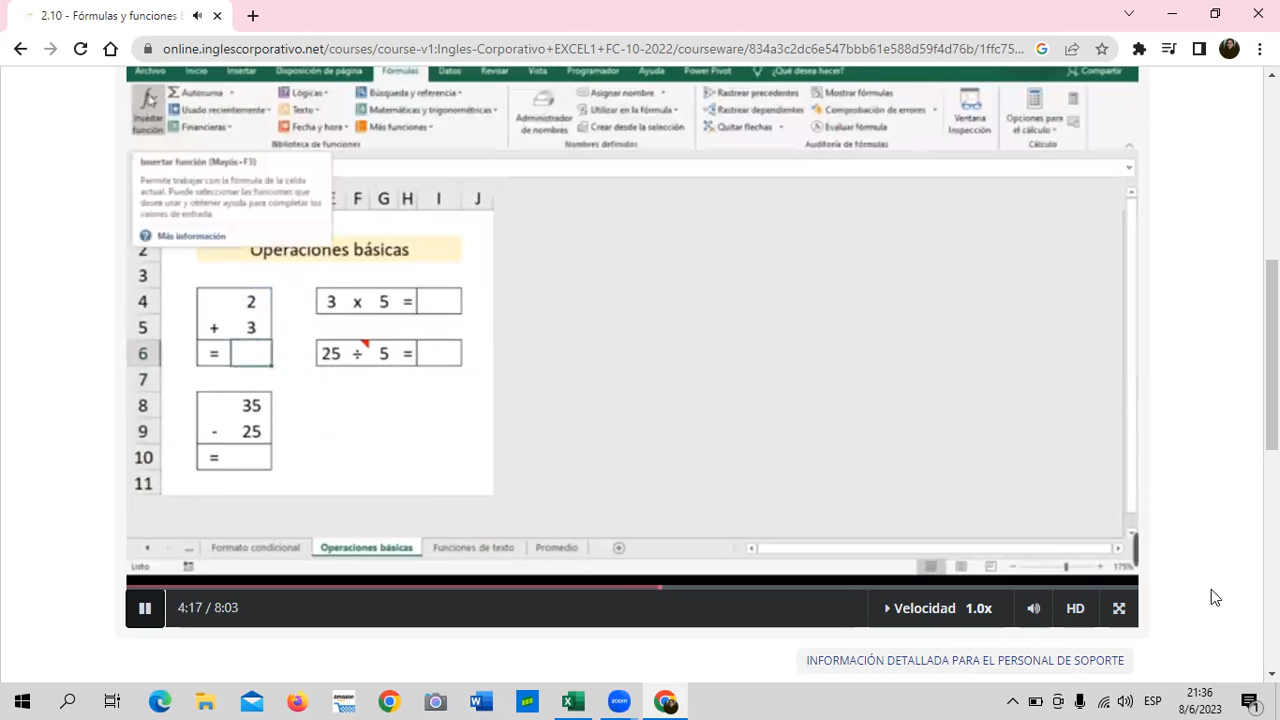 2.10 - Fórmulas y funciones
online.inglescorporativo.net/courses/course-v1:Ingles-Corporativo+EXCEL1+FC-10-2022/courseware/834a3c2dc6e547bbb61e588d59f4d76b/1ffc75...
Archivo Inicio Insertar Disposición de página Fórmulas Datos Revisar Vista Programador Ayuda Power Pivot ¿Qué desea hacer? Compartir
Insertar función
Autosuma
Usado recientemente
Financieras
Lógicas
Texto
Fecha y hora
Búsqueda y referencia
Matemáticas y trigonométricas
Más funciones
Biblioteca de funciones
Administrador de nombres
Asignar nombre
Utilizar en la fórmula
Crear desde la selección
Nombres definidos
Rastrear precedentes
Rastrear dependientes
Quitar flechas
Mostrar fórmulas
Comprobación de errores
Evaluar fórmula
Auditoría de fórmulas
Ventana Inspección
Opciones para el cálculo
Cálculo
Insertar función (Mayús+F3)
Permite trabajar con la fórmula de la celda
actual. Puede seleccionar las funciones que
desea usar y obtener ayuda para completar los
valores de entrada.
Más información
E F G H I J
2 Operaciones básicas
3
4 2 3 x 5 =
5 + 3
6 = 25 ÷ 5 =
7
8 35
9 - 25
10 =
11
... Formato condicional Operaciones básicas Funciones de texto Promedio
Listo 175%
4:17 / 8:03 Velocidad 1.0x HD
INFORMACIÓN DETALLADA PARA EL PERSONAL DE SOPORTE
ESP 21:36
8/6/2023